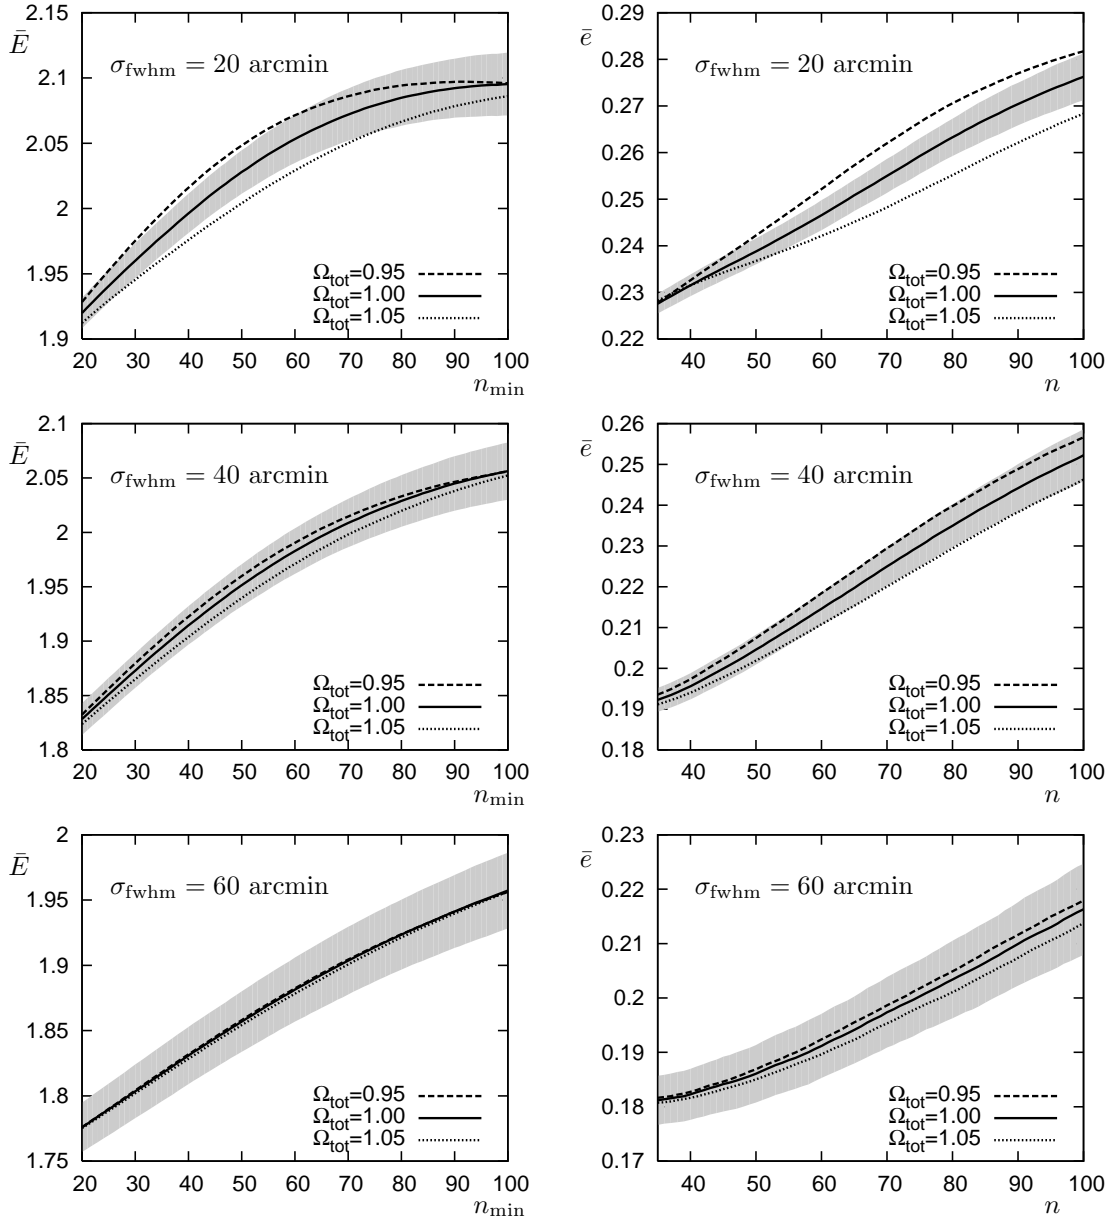 2.15
2.1
2.05
2
1.95
1.9
Ē
σfwhm = 20 arcmin
Ωtot=0.95
Ωtot=1.00
Ωtot=1.05
20 30 40 50 60 70 80 90 100
nmin
0.29
0.28
0.27
0.26
0.25
0.24
0.23
0.22
ē
σfwhm = 20 arcmin
Ωtot=0.95
Ωtot=1.00
Ωtot=1.05
40 50 60 70 80 90 100
n
2.1
2.05
2
1.95
1.9
1.85
1.8
Ē
σfwhm = 40 arcmin
Ωtot=0.95
Ωtot=1.00
Ωtot=1.05
20 30 40 50 60 70 80 90 100
nmin
0.26
0.25
0.24
0.23
0.22
0.21
0.2
0.19
0.18
ē
σfwhm = 40 arcmin
Ωtot=0.95
Ωtot=1.00
Ωtot=1.05
40 50 60 70 80 90 100
n
2
1.95
1.9
1.85
1.8
1.75
Ē
σfwhm = 60 arcmin
Ωtot=0.95
Ωtot=1.00
Ωtot=1.05
20 30 40 50 60 70 80 90 100
nmin
0.23
0.22
0.21
0.2
0.19
0.18
0.17
ē
σfwhm = 60 arcmin
Ωtot=0.95
Ωtot=1.00
Ωtot=1.05
40 50 60 70 80 90 100
n